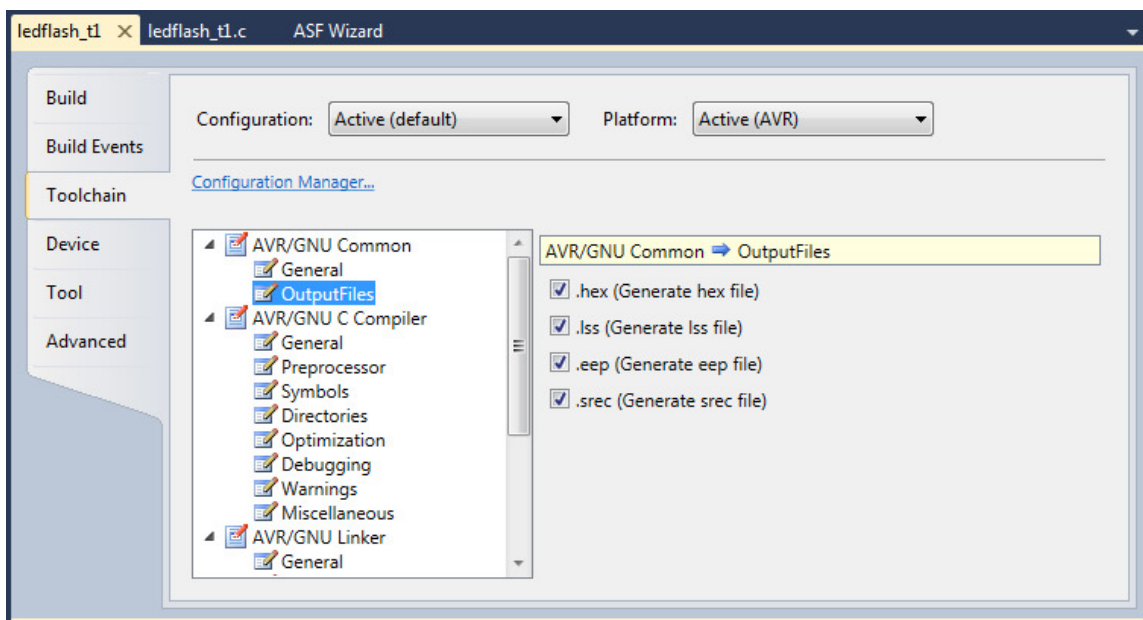 ledflash_t1 ledflash_t1.c ASF Wizard
Build
Build Events
Toolchain
Device
Tool
Advanced
Configuration: Active (default) Platform: Active (AVR)
Configuration Manager...
AVR/GNU Common
General
OutputFiles
AVR/GNU C Compiler
General
Preprocessor
Symbols
Directories
Optimization
Debugging
Warnings
Miscellaneous
AVR/GNU Linker
General
AVR/GNU Common ➡ OutputFiles
.hex (Generate hex file)
.lss (Generate lss file)
.eep (Generate eep file)
.srec (Generate srec file)